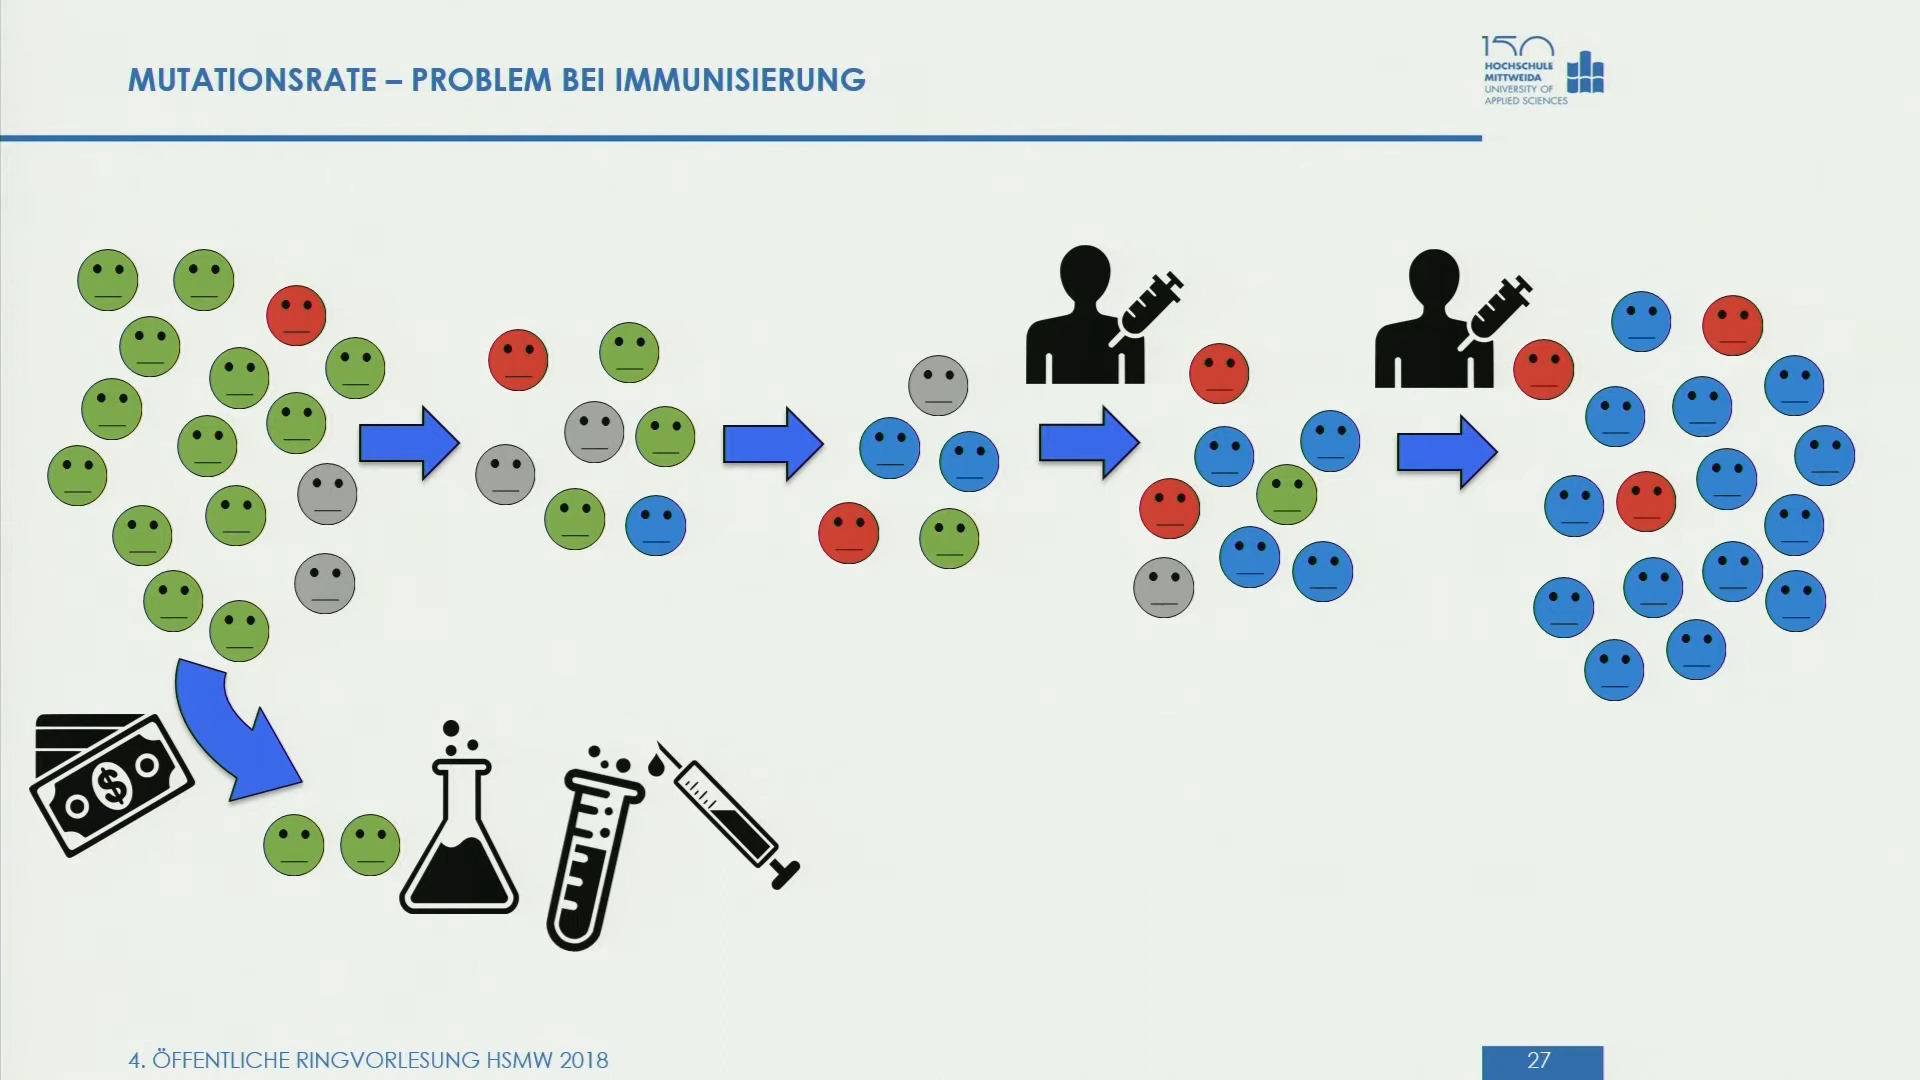 MUTATIONSRATE – PROBLEM BEI IMMUNISIERUNG
150
HOCHSCHULE
MITTWEIDA
UNIVERSITY OF
APPLIED SCIENCES
$
4. ÖFFENTLICHE RINGVORLESUNG HSMW 2018
27